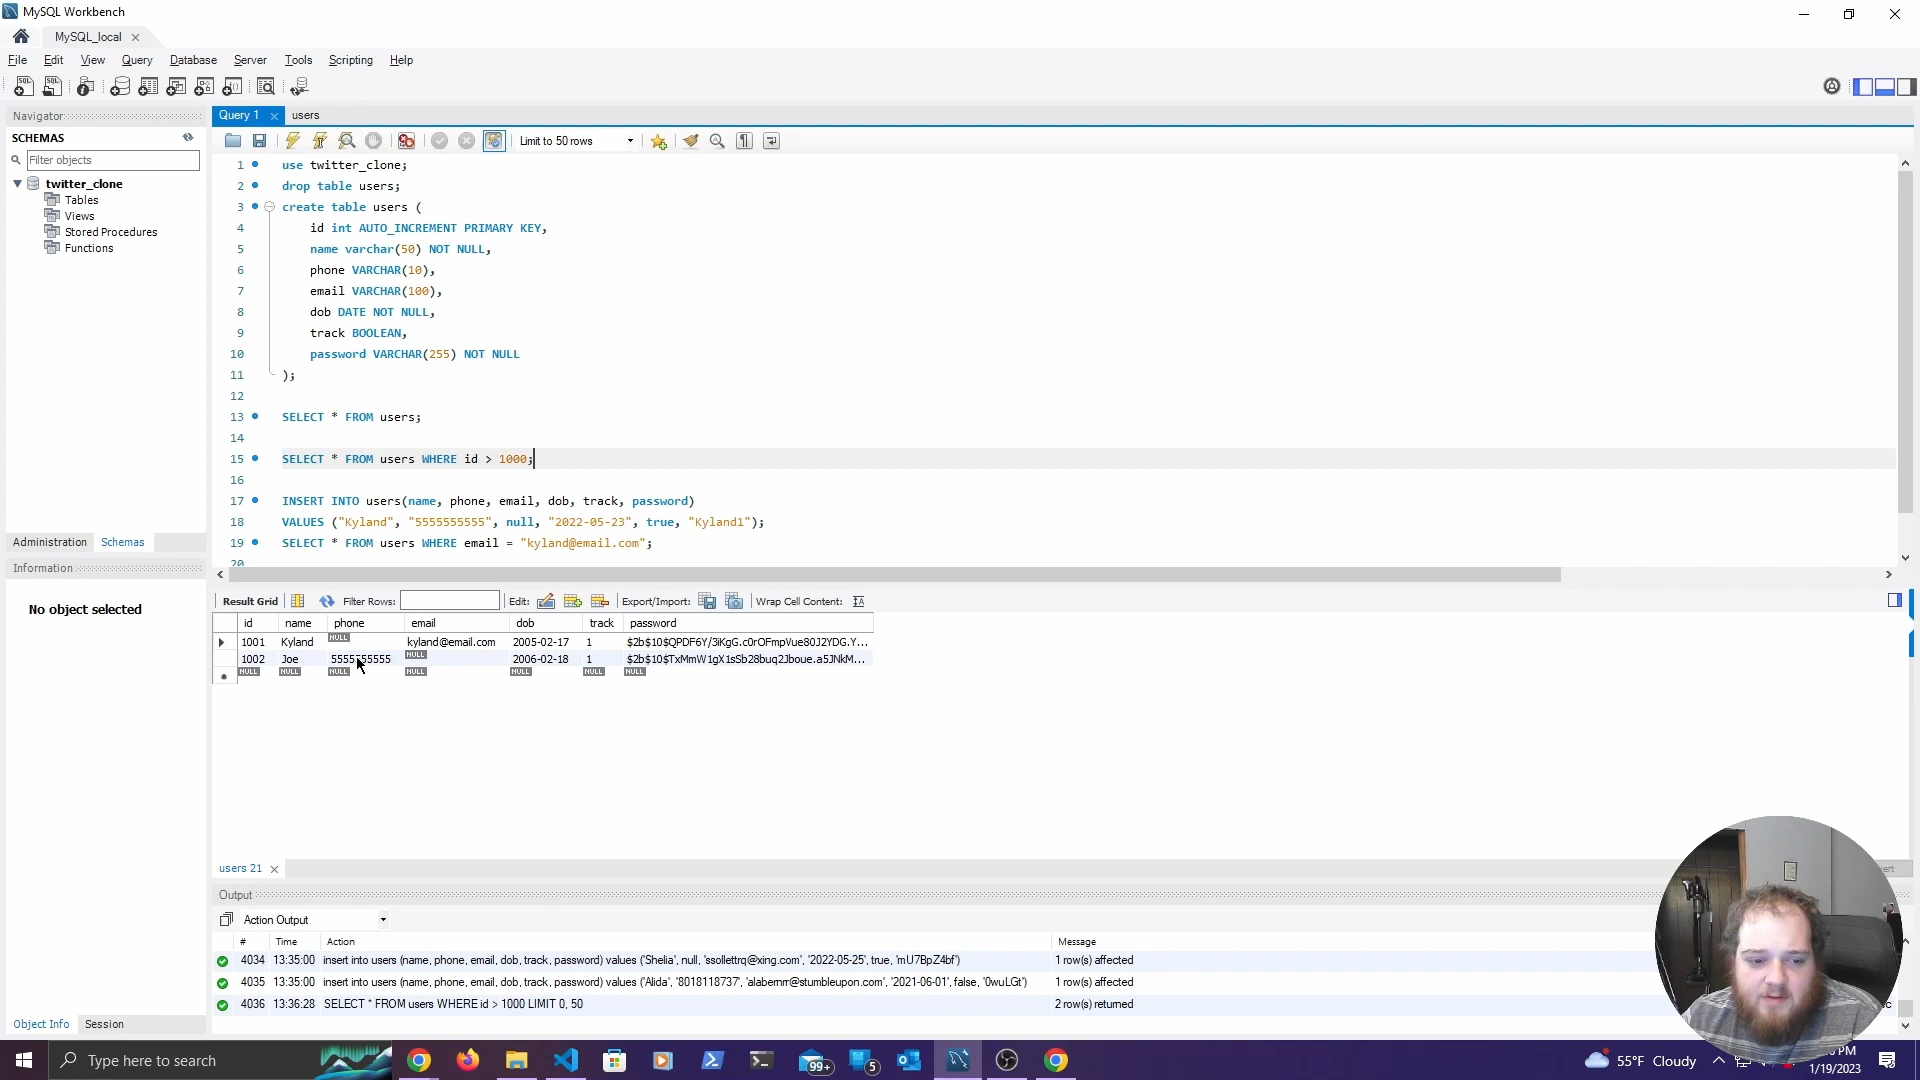 MySQL Workbench
MySQL_local
File Edit View Query Database Server Tools Scripting Help
Navigator
SCHEMAS
Filter objects
twitter_clone
Tables
Views
Stored Procedures
Functions
Administration Schemas
Information
No object selected
Object Info Session
Query 1 users
Limit to 50 rows
1 use twitter_clone;
2 drop table users;
3 create table users (
4 id int AUTO_INCREMENT PRIMARY KEY,
5 name varchar(50) NOT NULL,
6 phone VARCHAR(10),
7 email VARCHAR(100),
8 dob DATE NOT NULL,
9 track BOOLEAN,
10 password VARCHAR(255) NOT NULL
11 );
12
13 SELECT * FROM users;
14
15 SELECT * FROM users WHERE id > 1000;
16
17 INSERT INTO users(name, phone, email, dob, track, password)
18 VALUES ("Kyland", "5555555555", null, "2022-05-23", true, "Kyland1");
19 SELECT * FROM users WHERE email = "kyland@email.com";
20
Result Grid Filter Rows: Edit: Export/Import: Wrap Cell Content:
id name phone email dob track password
1001 Kyland NULL kyland@email.com 2005-02-17 1 $2b$10$QPDF6Y/3iKgG.c0rOFmpVue80J2YDG.Y...
1002 Joe 5555555555 NULL 2006-02-18 1 $2b$10$TxMmW1gX1sSb28buq2Jboue.a5JNkM...
NULL NULL NULL NULL NULL NULL NULL
users 21
Output
Action Output
# Time Action Message
4034 13:35:00 insert into users (name, phone, email, dob, track, password) values ('Shelia', null, 'ssollettrq@xing.com', '2022-05-25', true, 'mU7BpZ4bf') 1 row(s) affected
4035 13:35:00 insert into users (name, phone, email, dob, track, password) values ('Alida', '8018118737', 'alabernrr@stumbleupon.com', '2021-06-01', false, '0wuLGt') 1 row(s) affected
4036 13:36:28 SELECT * FROM users WHERE id > 1000 LIMIT 0, 50 2 row(s) returned
Type here to search
99+
5
55°F Cloudy
PM
1/19/2023